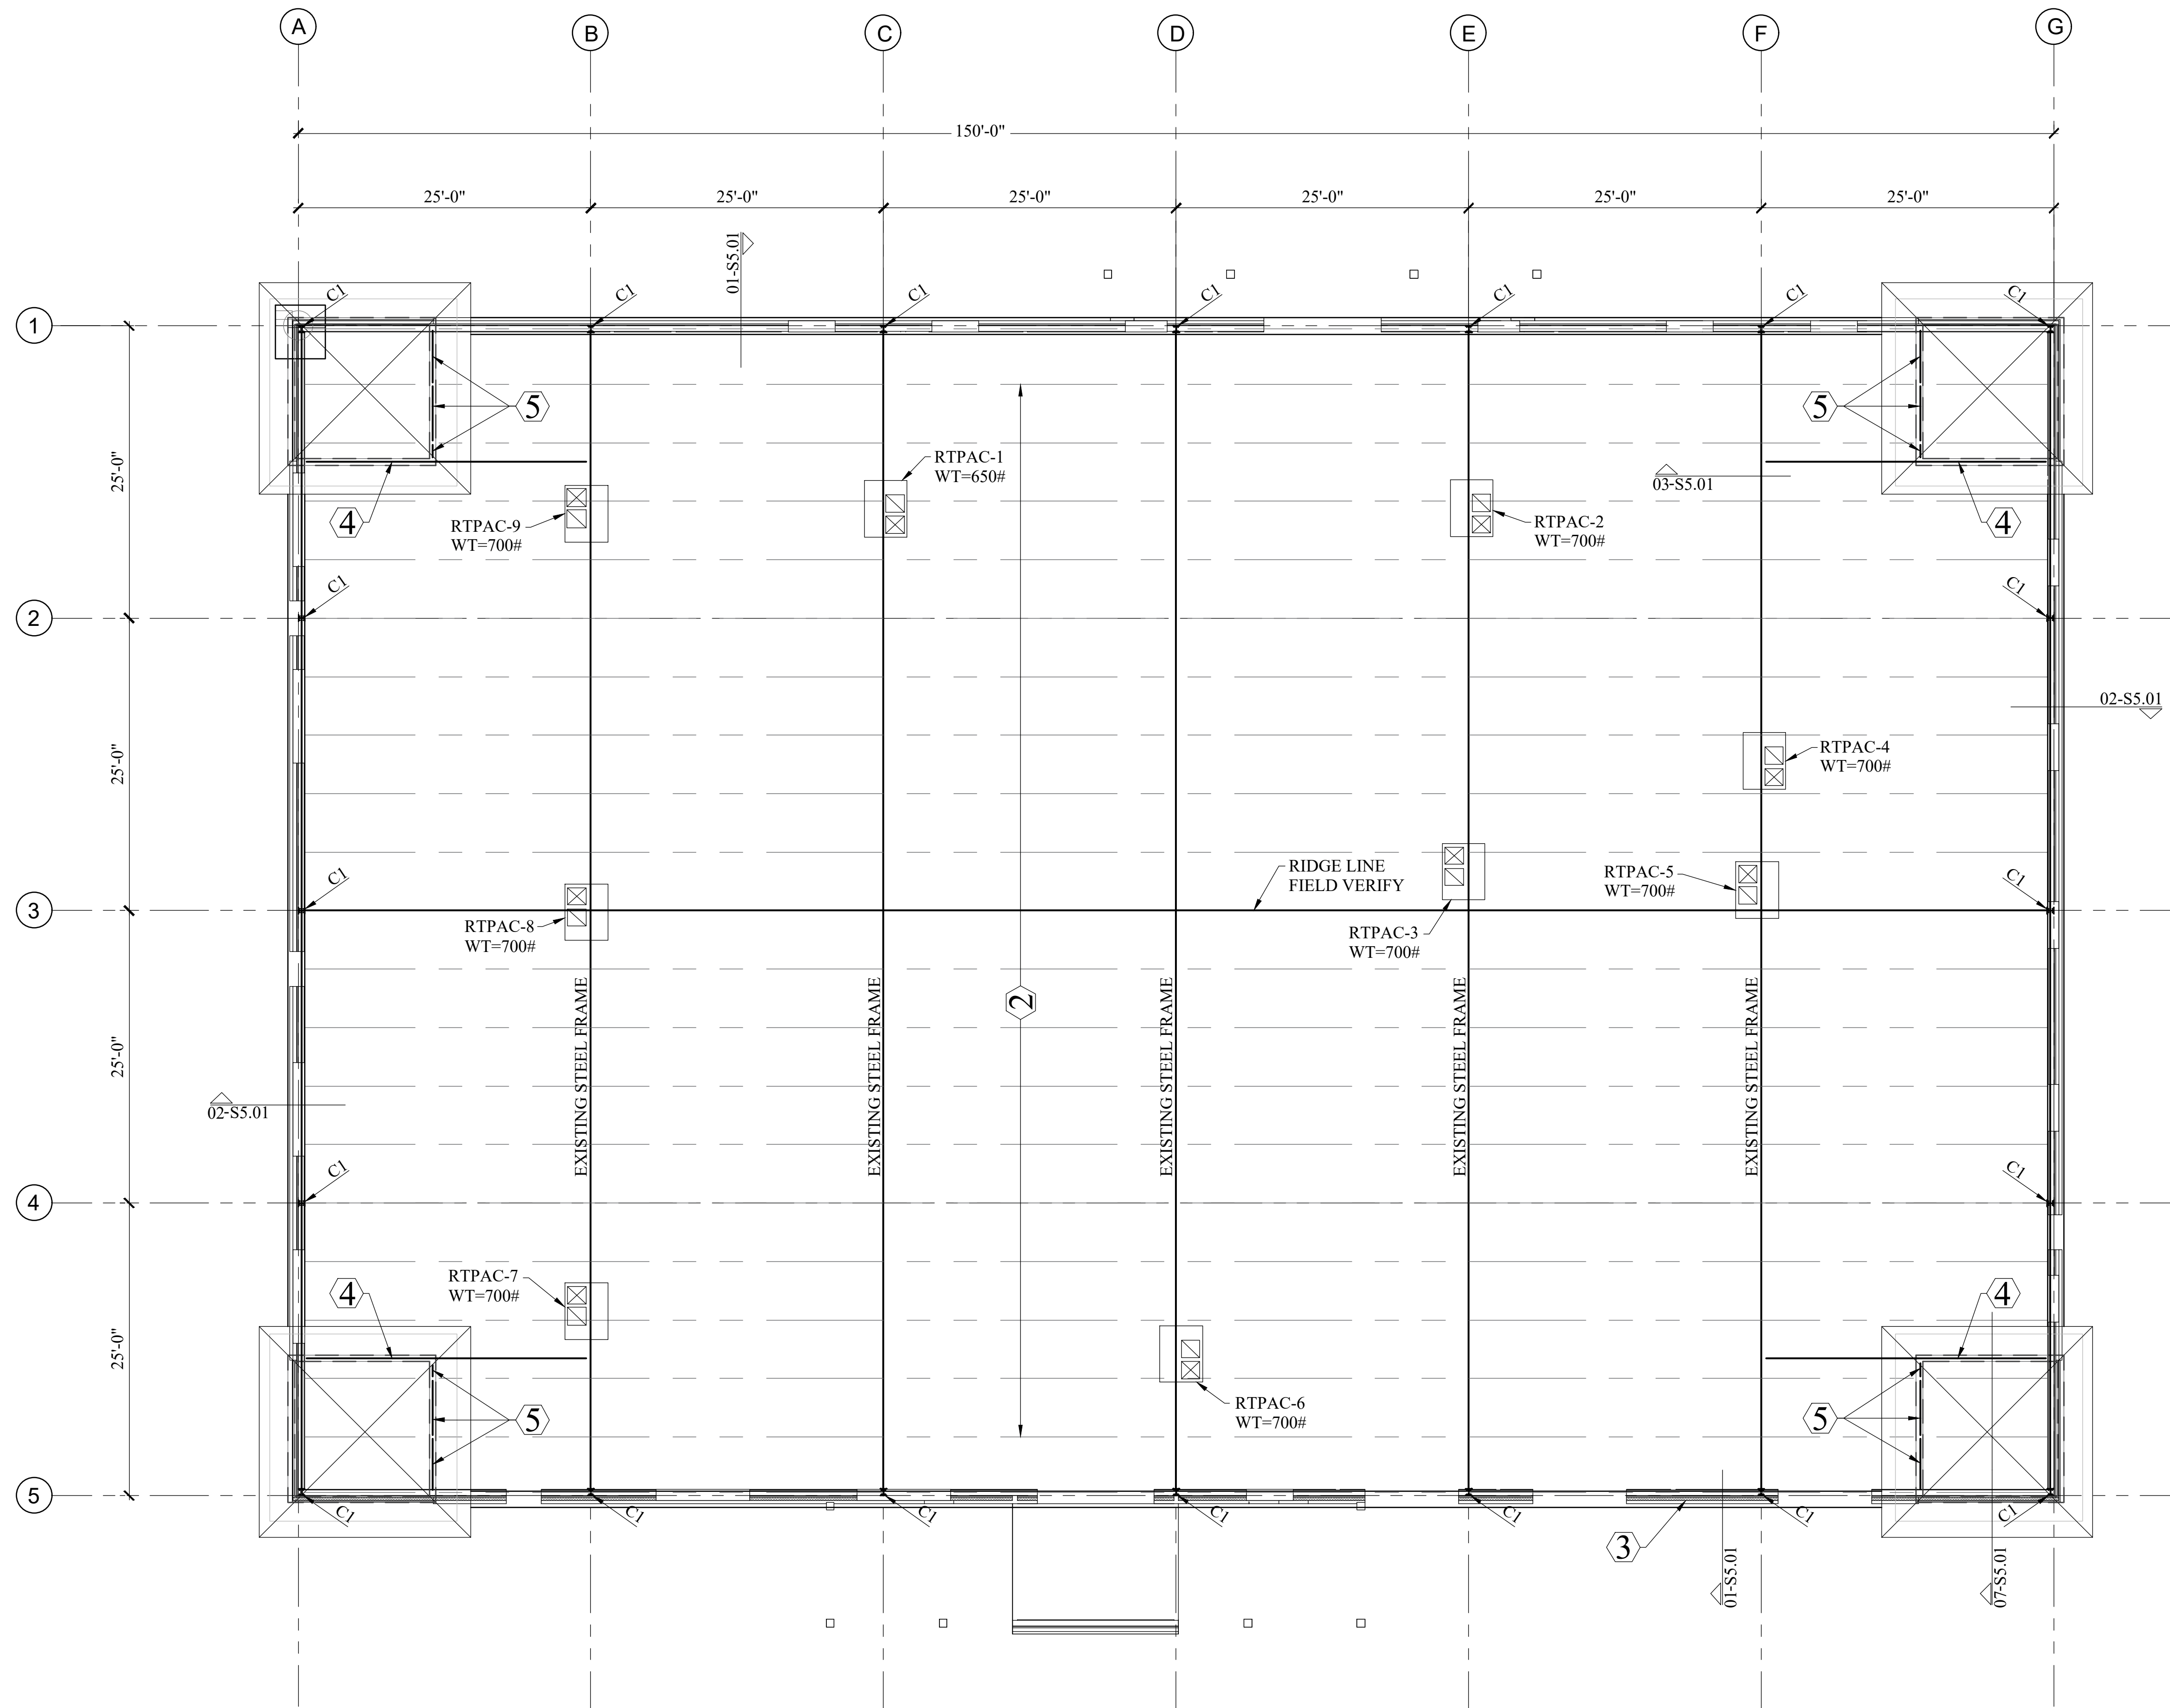 A
B
C
D
E
F
G
150'-0"
25'-0"
25'-0"
25'-0"
25'-0"
25'-0"
25'-0"
01-S5.01
1
C1
C1
C1
C1
C1
C1
C1
5
5
25'-0"
RTPAC-1
WT=650#
03-S5.01
4
RTPAC-9
WT=700#
RTPAC-2
WT=700#
4
2
C1
C1
02-S5.01
25'-0"
RTPAC-4
WT=700#
RIDGE LINE
FIELD VERIFY
RTPAC-5
WT=700#
3
C1
C1
RTPAC-8
WT=700#
RTPAC-3
WT=700#
2
25'-0"
EXISTING STEEL FRAME
EXISTING STEEL FRAME
EXISTING STEEL FRAME
EXISTING STEEL FRAME
EXISTING STEEL FRAME
02-S5.01
4
C1
C1
RTPAC-7
WT=700#
4
4
25'-0"
RTPAC-6
WT=700#
5
5
5
C1
C1
C1
C1
C1
C1
C1
3
01-S5.01
07-S5.01